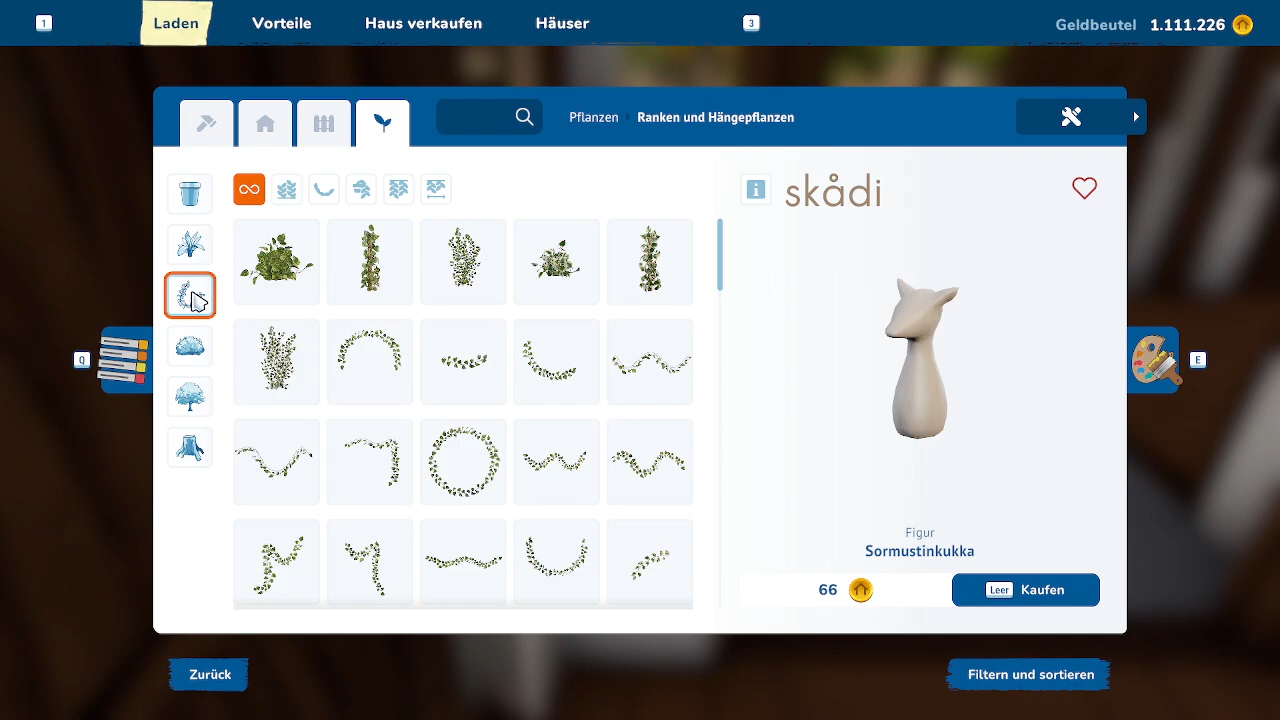 1
Laden
Vorteile
Haus verkaufen
Häuser
3
Geldbeutel 1.111.226
Pflanzen
Ranken und Hängepflanzen
skådi
Q
E
Figur
Sormustinkukka
66
Leer Kaufen
Zurück
Filtern und sortieren